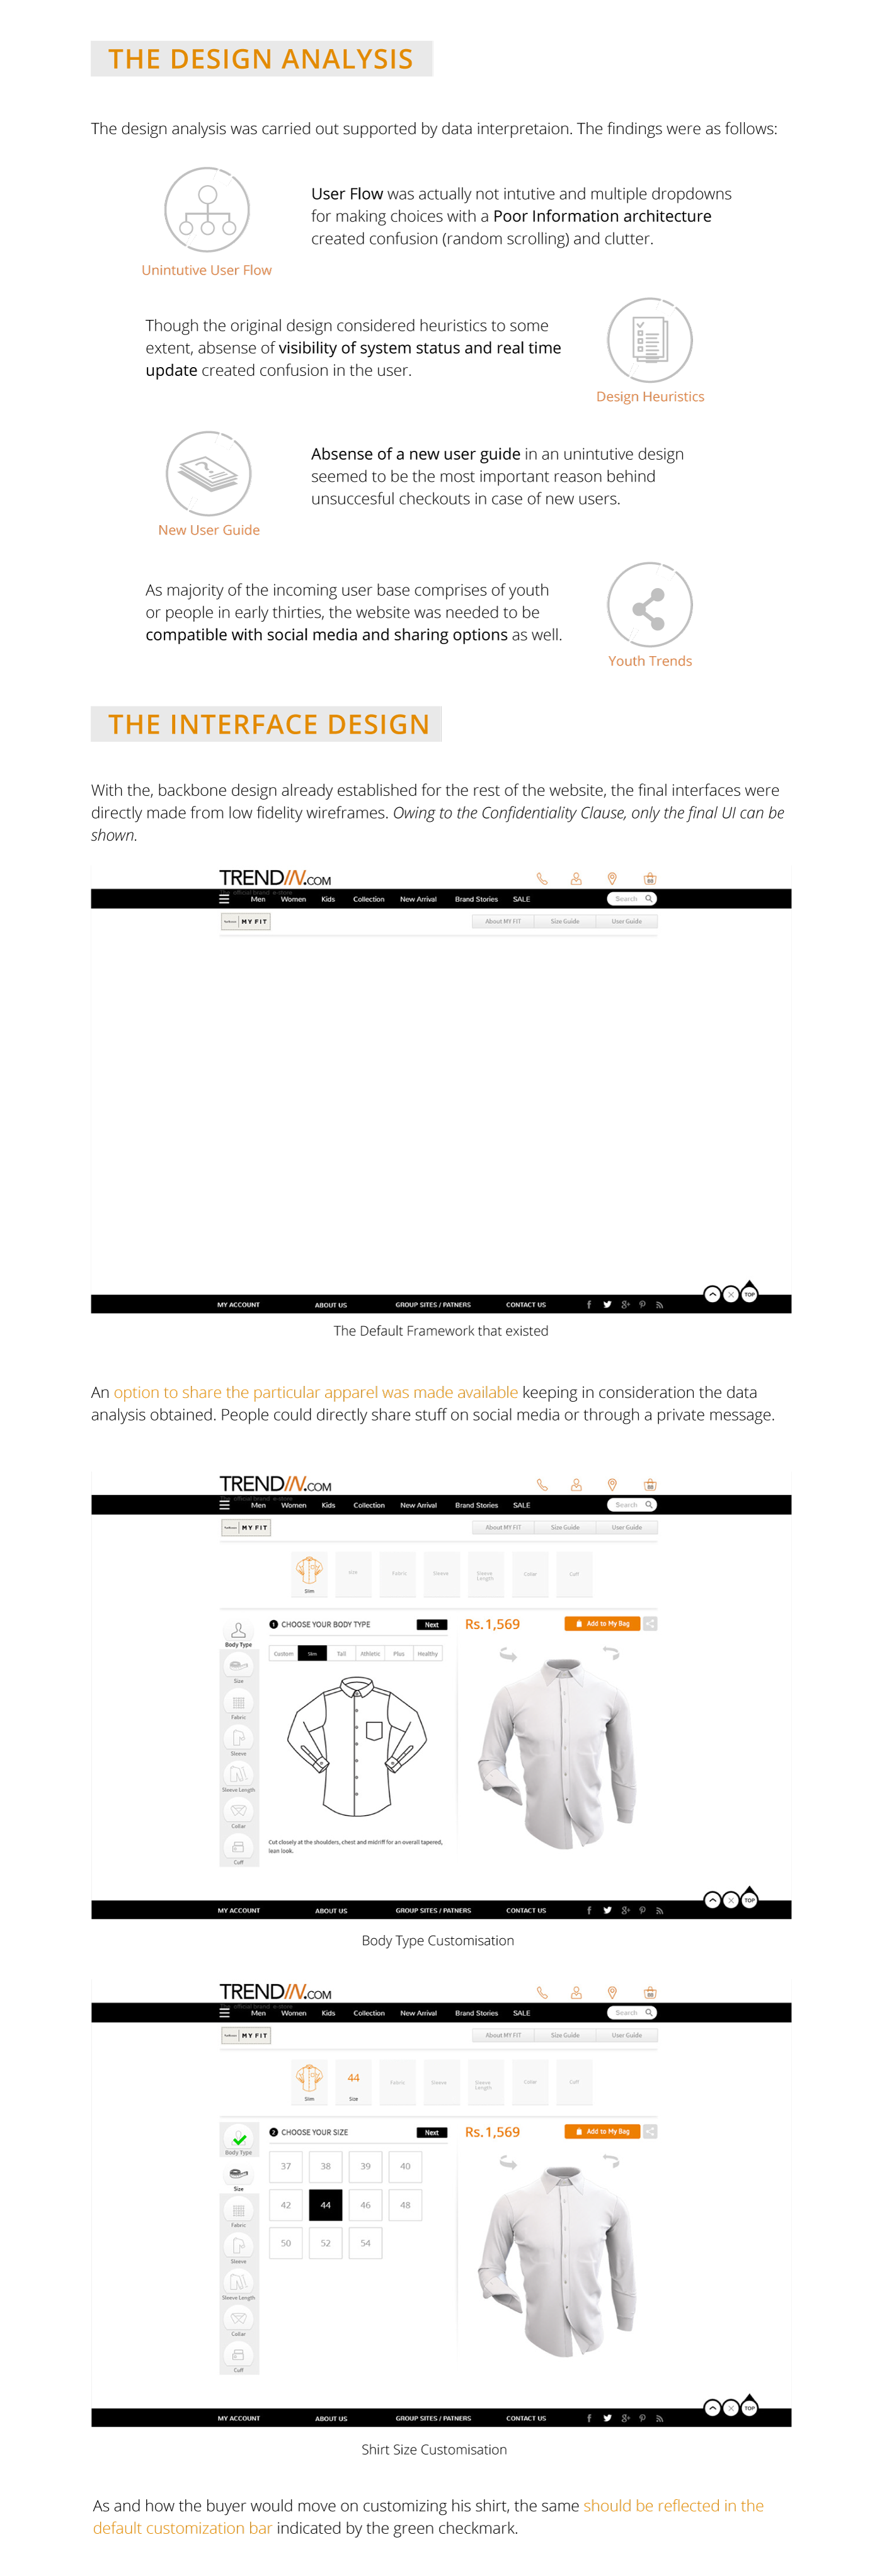 THE DESIGN ANALYSIS
The design analysis was carried out supported by data interpretaion. The findings were as follows:
User Flow was actually not intutive and multiple dropdowns
for making choices with a Poor Information architecture
created confusion (random scrolling) and clutter.
Unintutive User Flow
Though the original design considered heuristics to some
extent, absense of visibility of system status and real time
update created confusion in the user.
Design Heuristics
Absense of a new user guide in an unintutive design
seemed to be the most important reason behind
unsuccesful checkouts in case of new users.
New User Guide
As majority of the incoming user base comprises of youth
or people in early thirties, the website was needed to be
compatible with social media and sharing options as well.
Youth Trends
THE INTERFACE DESIGN
With the, backbone design already established for the rest of the website, the final interfaces were
directly made from low fidelity wireframes. Owing to the Confidentiality Clause, only the final UI can be
shown.
TRENDIN.COM
Men Women Kids Collection New Arrival Brand Stories SALE Search
MY FIT About MY FIT Size Guide User Guide
MY ACCOUNT ABOUT US GROUP SITES / PATNERS CONTACT US TOP
The Default Framework that existed
An option to share the particular apparel was made available keeping in consideration the data
analysis obtained. People could directly share stuff on social media or through a private message.
TRENDIN.COM
Men Women Kids Collection New Arrival Brand Stories SALE Search
MY FIT About MY FIT Size Guide User Guide
Slim size Fabric Sleeve Sleeve Length Collar Cuff
1 CHOOSE YOUR BODY TYPE Next Rs.1,569 Add to My Bag
Custom Slim Tall Athletic Plus Healthy
Body Type
Size
Fabric
Sleeve
Sleeve Length
Collar
Cuff
Cut closely at the shoulders, chest and midriff for an overall tapered,
lean look.
MY ACCOUNT ABOUT US GROUP SITES / PATNERS CONTACT US TOP
Body Type Customisation
TRENDIN.COM
Men Women Kids Collection New Arrival Brand Stories SALE Search
MY FIT About MY FIT Size Guide User Guide
Slim 44 Size Fabric Sleeve Sleeve Length Collar Cuff
2 CHOOSE YOUR SIZE Next Rs.1,569 Add to My Bag
37 38 39 40
42 44 46 48
50 52 54
Body Type
Size
Fabric
Sleeve
Sleeve Length
Collar
Cuff
MY ACCOUNT ABOUT US GROUP SITES / PATNERS CONTACT US TOP
Shirt Size Customisation
As and how the buyer would move on customizing his shirt, the same should be reflected in the
default customization bar indicated by the green checkmark.